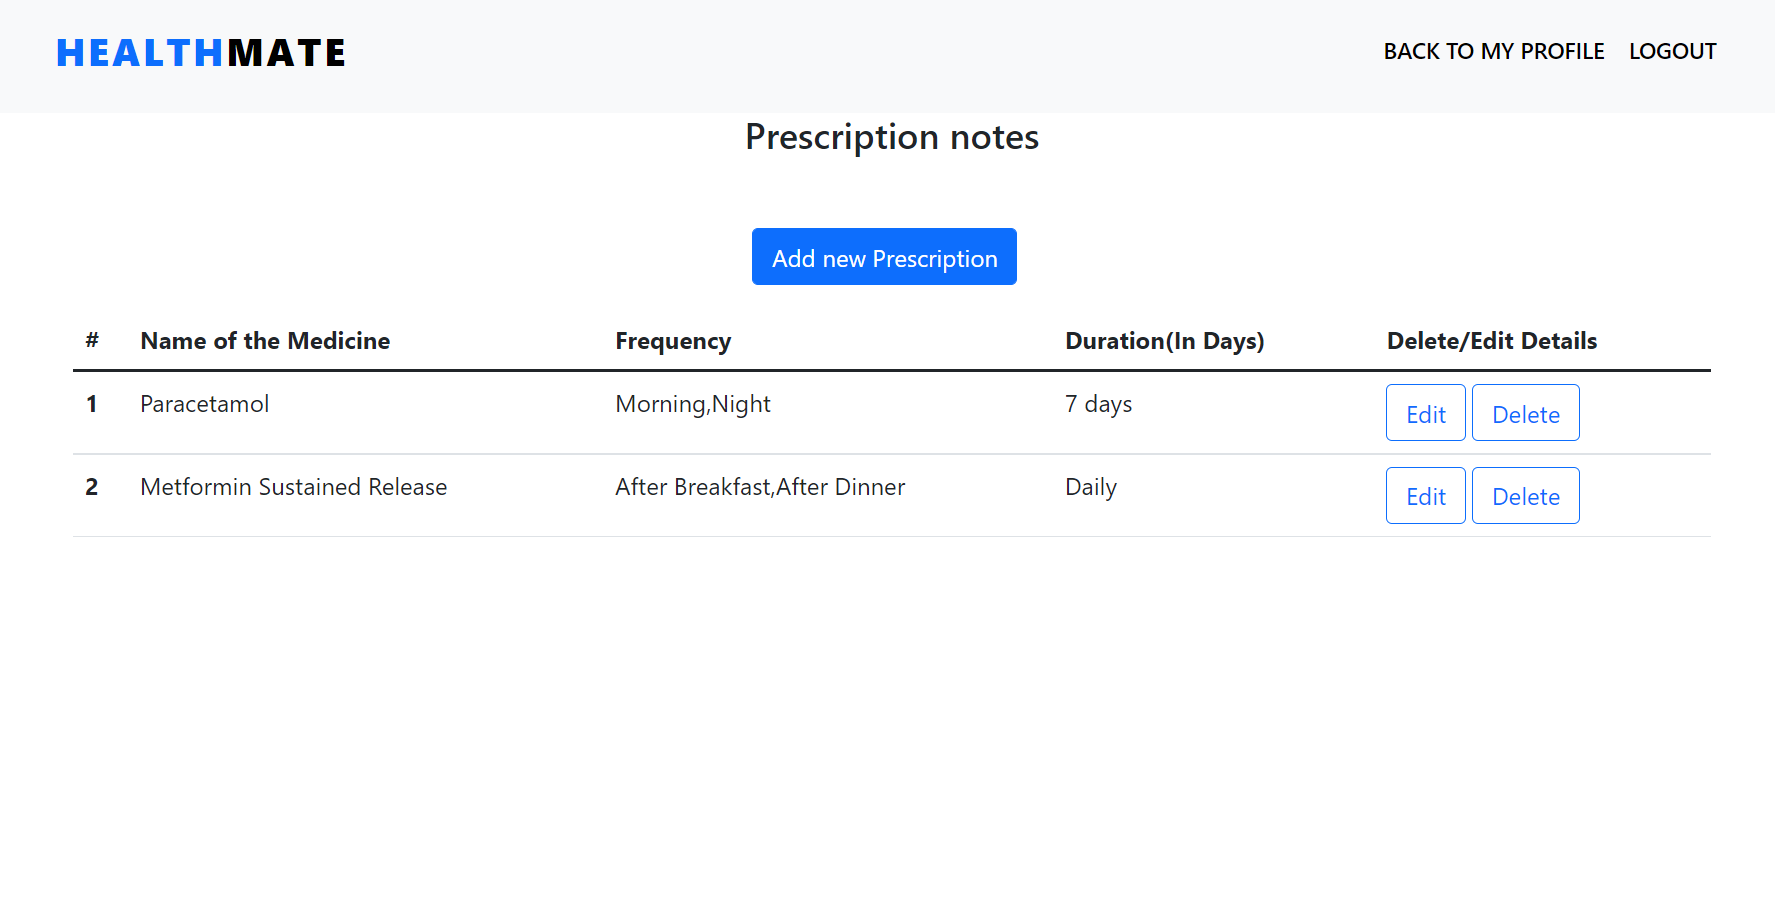 HEALTHMATE BACK TO MY PROFILE LOGOUT
Prescription notes
Add new Prescription
# Name of the Medicine Frequency Duration(In Days) Delete/Edit Details
1 Paracetamol Morning,Night 7 days Edit Delete
2 Metformin Sustained Release After Breakfast,After Dinner Daily Edit Delete